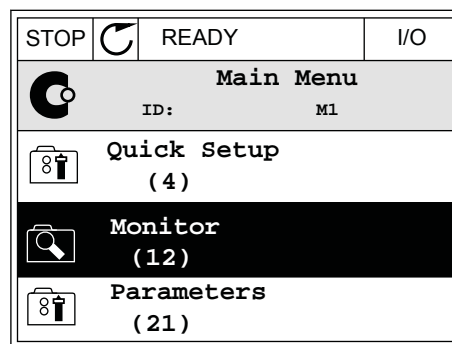 STOP READY I/O
Main Menu
ID: M1
Quick Setup
(4)
Monitor
(12)
Parameters
(21)